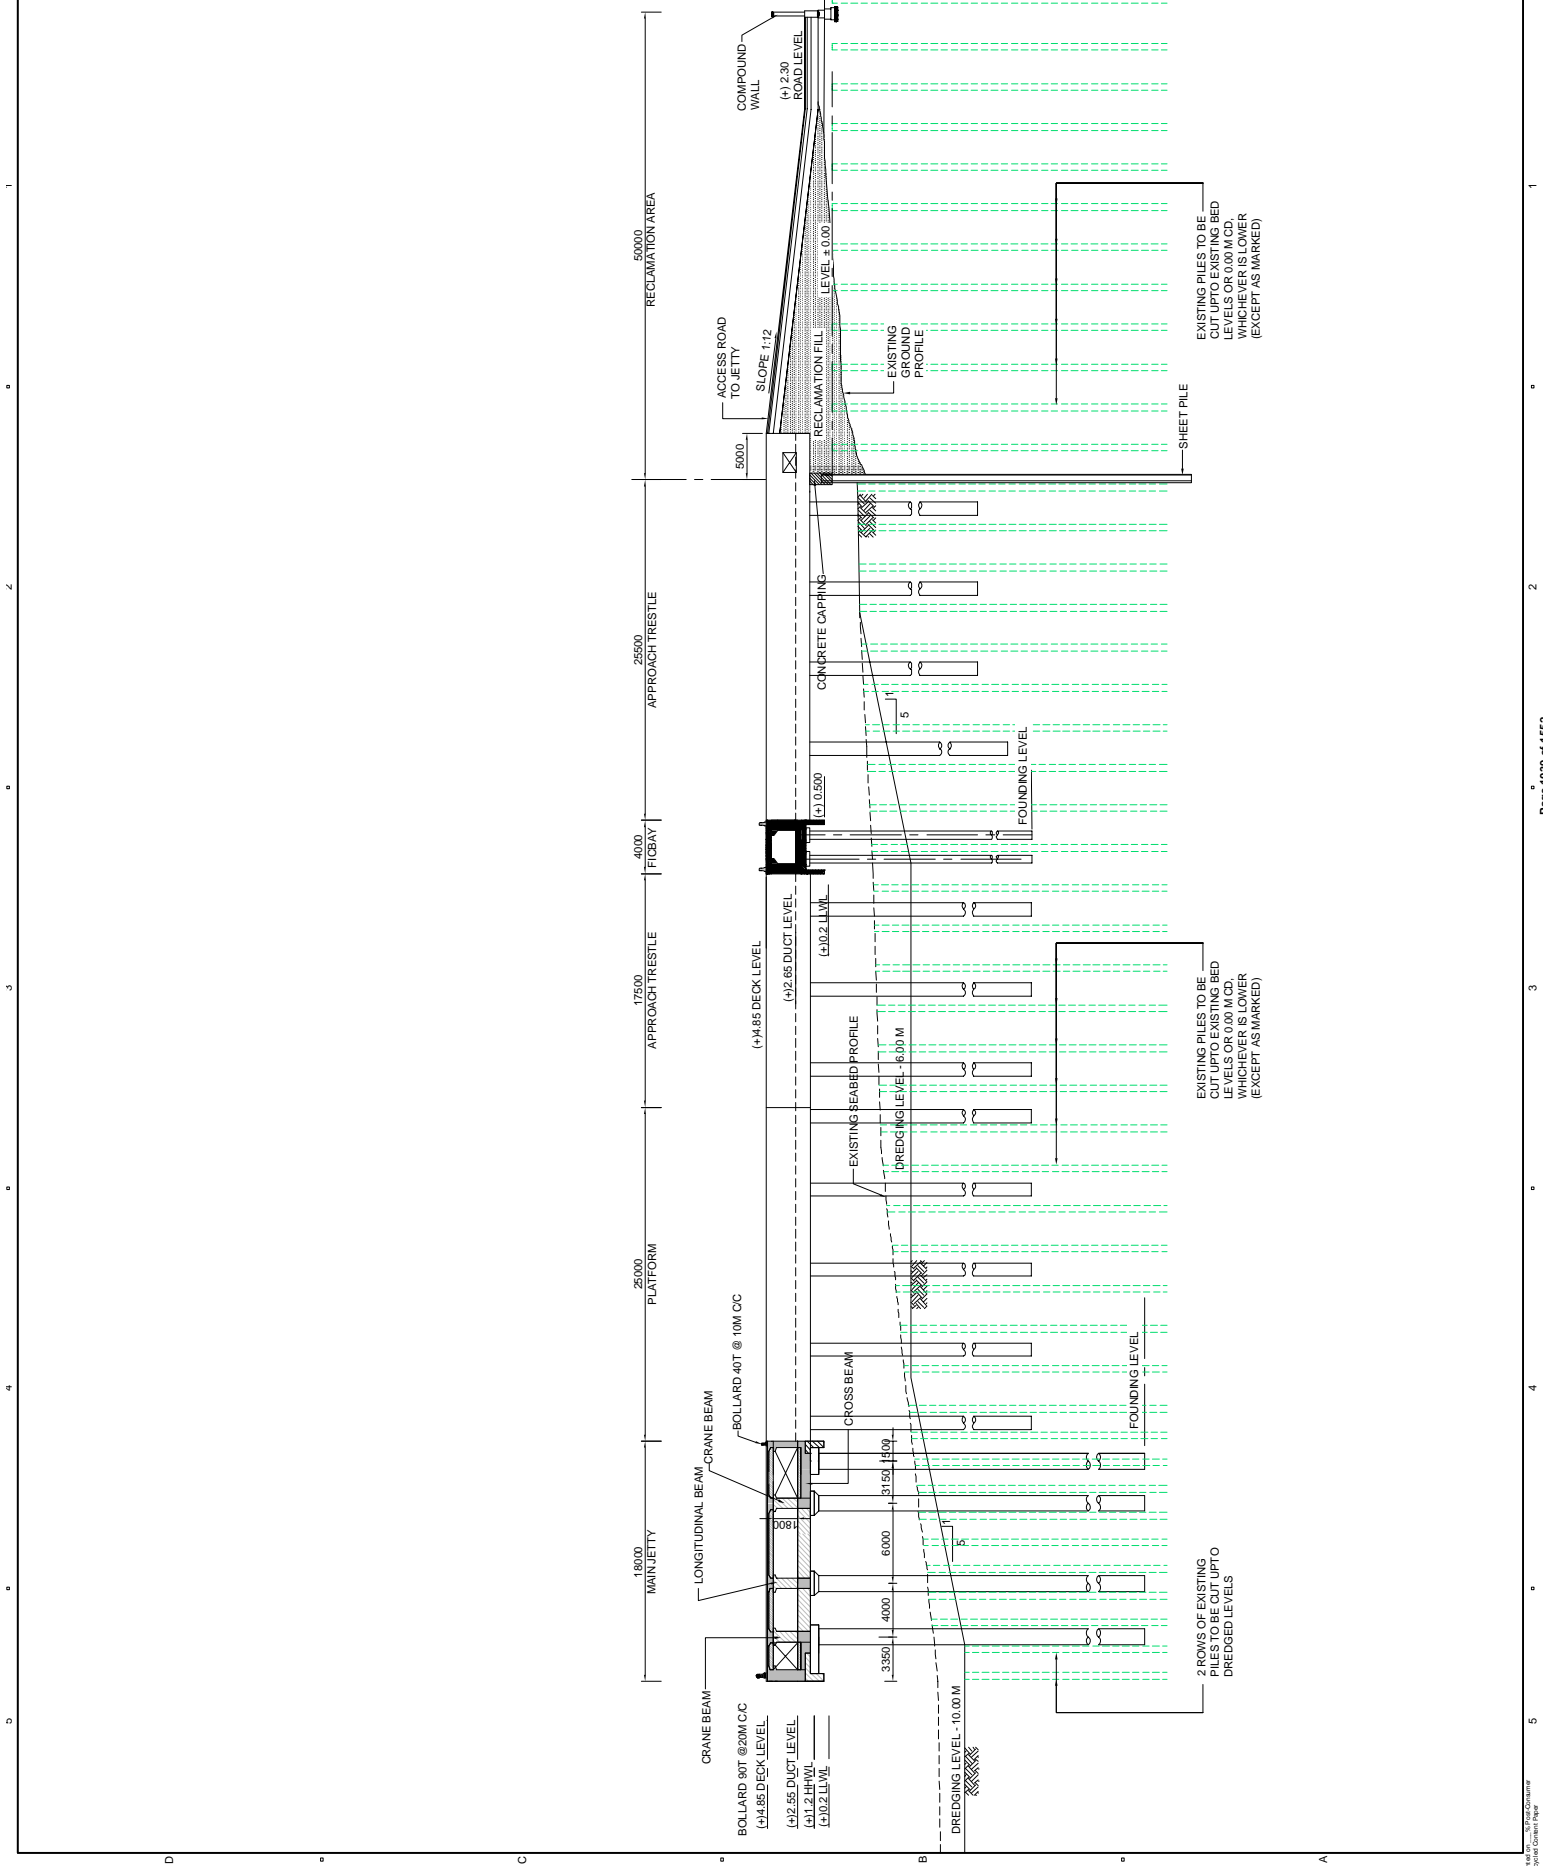 18000
MAIN JETTY
25000
PLATFORM
17500
APPROACH TRESTLE
4000
FICBAY
25500
APPROACH TRESTLE
50000
RECLAMATION AREA
CRANE BEAM
LONGITUDINAL BEAM
CRANE BEAM
BOLLARD 40T @ 10M C/C
BOLLARD 90T @20M C/C
(+)4.85 DECK LEVEL
(+)2.55 DUCT LEVEL
(+)1.2 HHWL
(+)0.2 LLWL
1800
3350
4000
6000
3150
1500
CROSS BEAM
DREDGING LEVEL - 10.00 M
1
5
(+)4.85 DECK LEVEL
(+)2.65 DUCT LEVEL
(+)0.2 LLWL
(+) 0.500
EXISTING SEABED PROFILE
DREDGING LEVEL - 6.00 M
1
5
CONCRETE CAPPING
5000
ACCESS ROAD
TO JETTY
SLOPE 1:12
RECLAMATION FILL
LEVEL ± 0.00
COMPOUND
WALL
(+) 2.30
ROAD LEVEL
EXISTING
GROUND
PROFILE
SHEET PILE
FOUNDING LEVEL
FOUNDING LEVEL
2 ROWS OF EXISTING
PILES TO BE CUT UPTO
DREDGED LEVELS
EXISTING PILES TO BE
CUT UPTO EXISTING BED
LEVELS OR 0.00 M CD,
WHICHEVER IS LOWER
(EXCEPT AS MARKED)
EXISTING PILES TO BE
CUT UPTO EXISTING BED
LEVELS OR 0.00 M CD,
WHICHEVER IS LOWER
(EXCEPT AS MARKED)
D
C
B
A
5
4
3
2
1
4
3